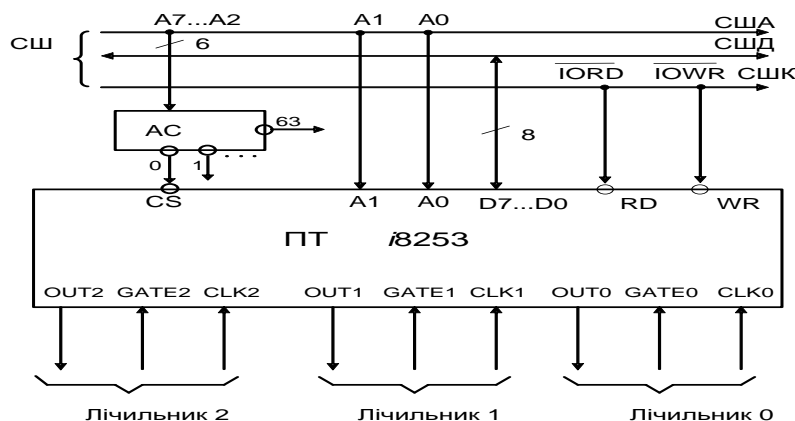 A7...A2 A1 A0 США
СШ 6 СШД
IORD IOWR СШК
АС 63
8
0 1 ...
CS A1 A0 D7...D0 RD WR
ПТ i8253
OUT2 GATE2 CLK2 OUT1 GATE1 CLK1 OUT0 GATE0 CLK0
Лічильник 2 Лічильник 1 Лічильник 0